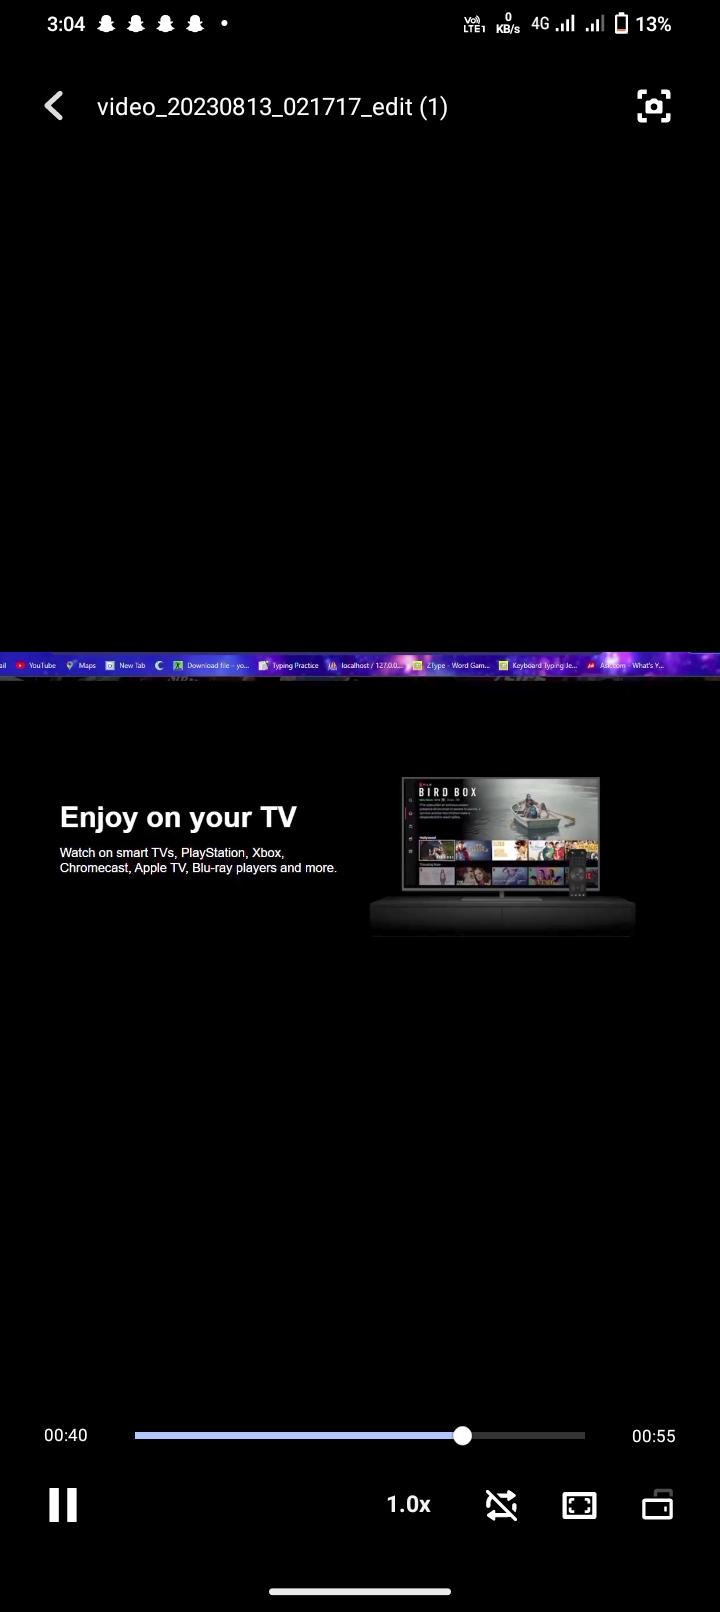 3:04
Vo) 0 4G 13%
LTE1 KB/s
video_20230813_021717_edit (1)
ail YouTube Maps New Tab Download file - yo... Typing Practice localhost / 127.0.0... ZType - Word Gam... Keyboard Typing Je... Ask.com - What's Y...
BIRD BOX
Enjoy on your TV
Watch on smart TVs, PlayStation, Xbox,
Chromecast, Apple TV, Blu-ray players and more.
00:40 00:55
1.0x